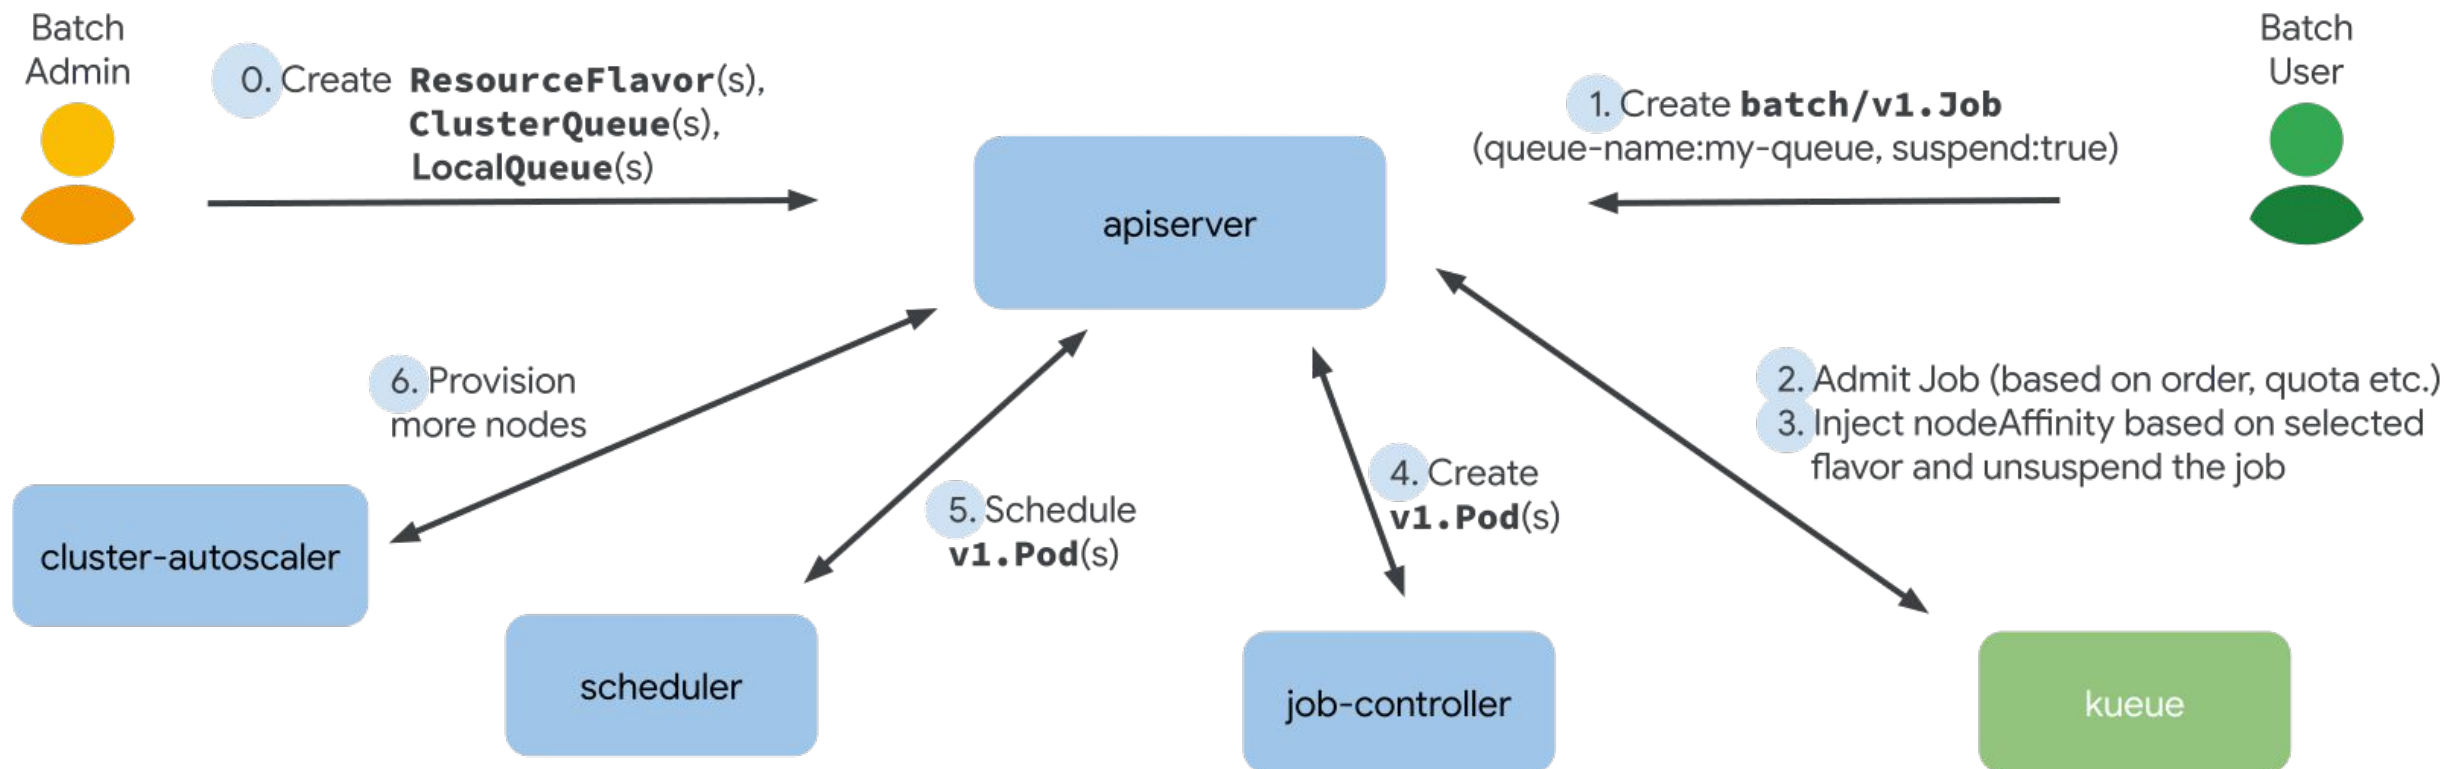 Batch
Admin
0. Create ResourceFlavor(s),
ClusterQueue(s),
LocalQueue(s)
1. Create batch/v1.Job
(queue-name:my-queue, suspend:true)
Batch
User
apiserver
6. Provision
more nodes
5. Schedule
v1.Pod(s)
4. Create
v1.Pod(s)
2. Admit Job (based on order, quota etc.)
3. Inject nodeAffinity based on selected
flavor and unsuspend the job
cluster-autoscaler
scheduler
job-controller
kueue